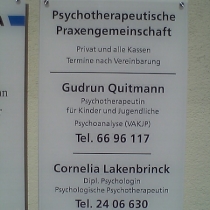 Psychotherapeutische
Praxengemeinschaft
Privat und alle Kassen
Termine nach Vereinbarung
Gudrun Quitmann
Psychotherapeutin
für Kinder und Jugendliche
Psychoanalyse (VAKJP)
Tel. 66 96 117
Cornelia Lakenbrinck
Dipl. Psychologin
Psychologische Psychotherapeutin
Tel. 24 06 630